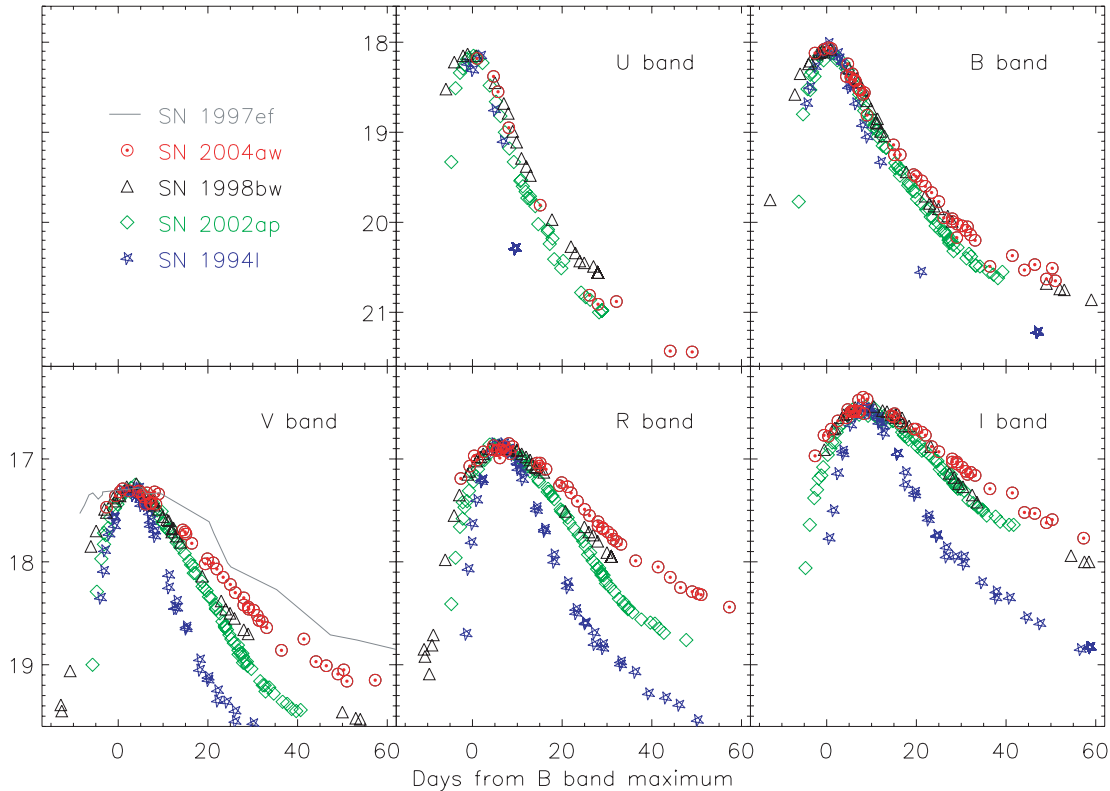 U band
B band
18
19
20
21
SN 1997ef
SN 2004aw
SN 1998bw
SN 2002ap
SN 1994I
V band
R band
I band
17
18
19
0 20 40 60
0 20 40 60
0 20 40 60
Days from B band maximum